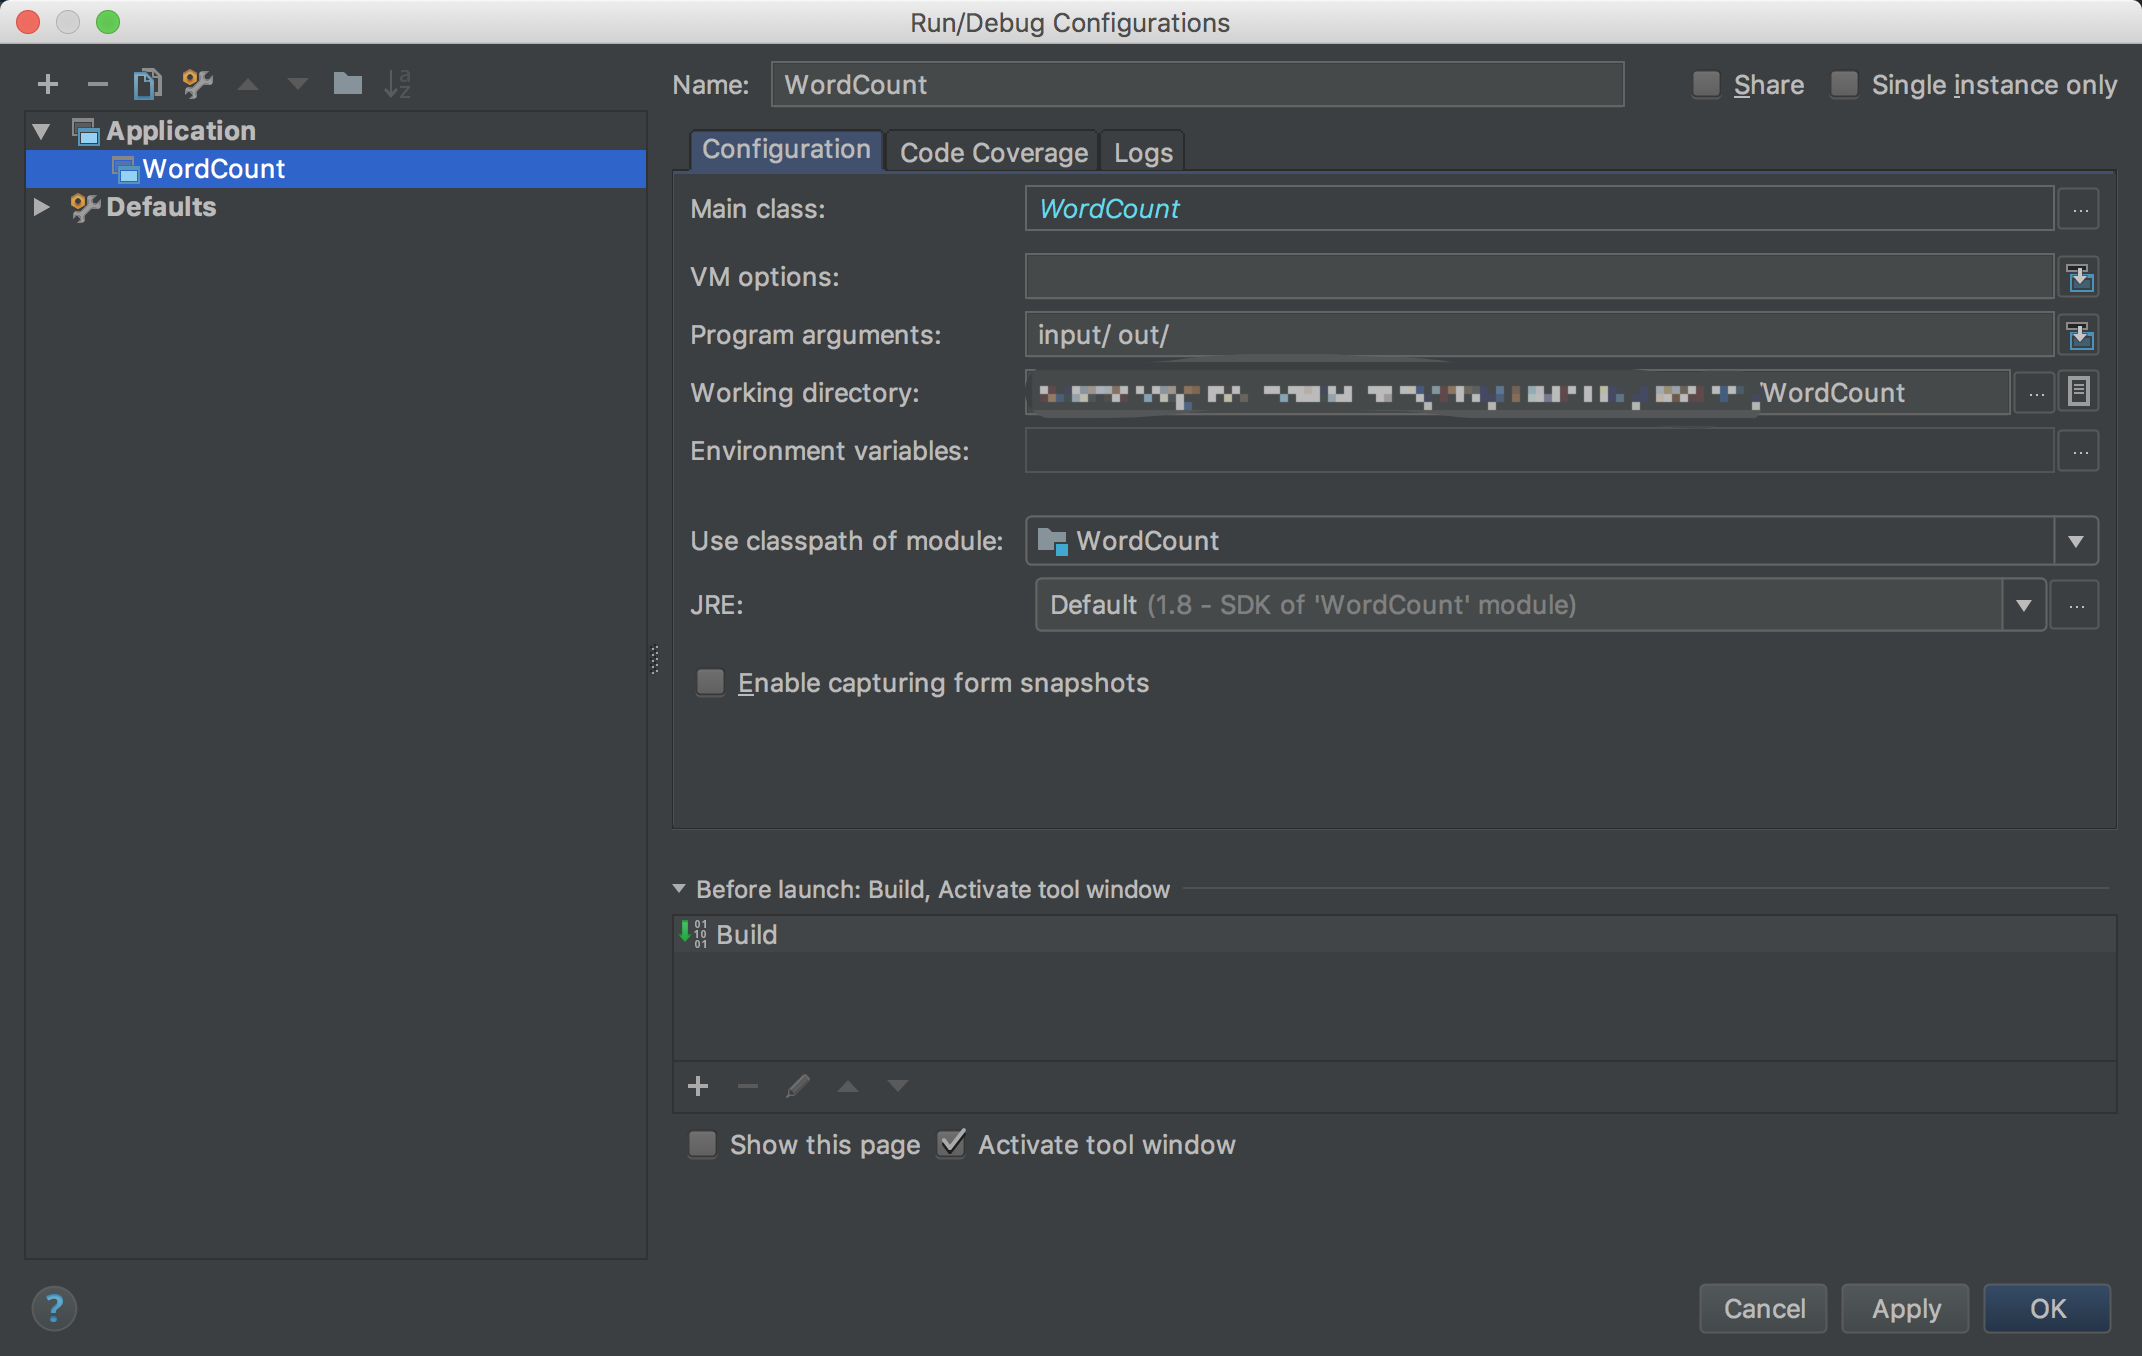 Run/Debug Configurations
Name: WordCount Share Single instance only
Application
WordCount
Defaults
Configuration Code Coverage Logs
Main class: WordCount ...
VM options:
Program arguments: input/ out/
Working directory: WordCount ...
Environment variables: ...
Use classpath of module: WordCount
JRE: Default (1.8 - SDK of 'WordCount' module) ...
Enable capturing form snapshots
Before launch: Build, Activate tool window
Build
Show this page Activate tool window
? Cancel Apply OK